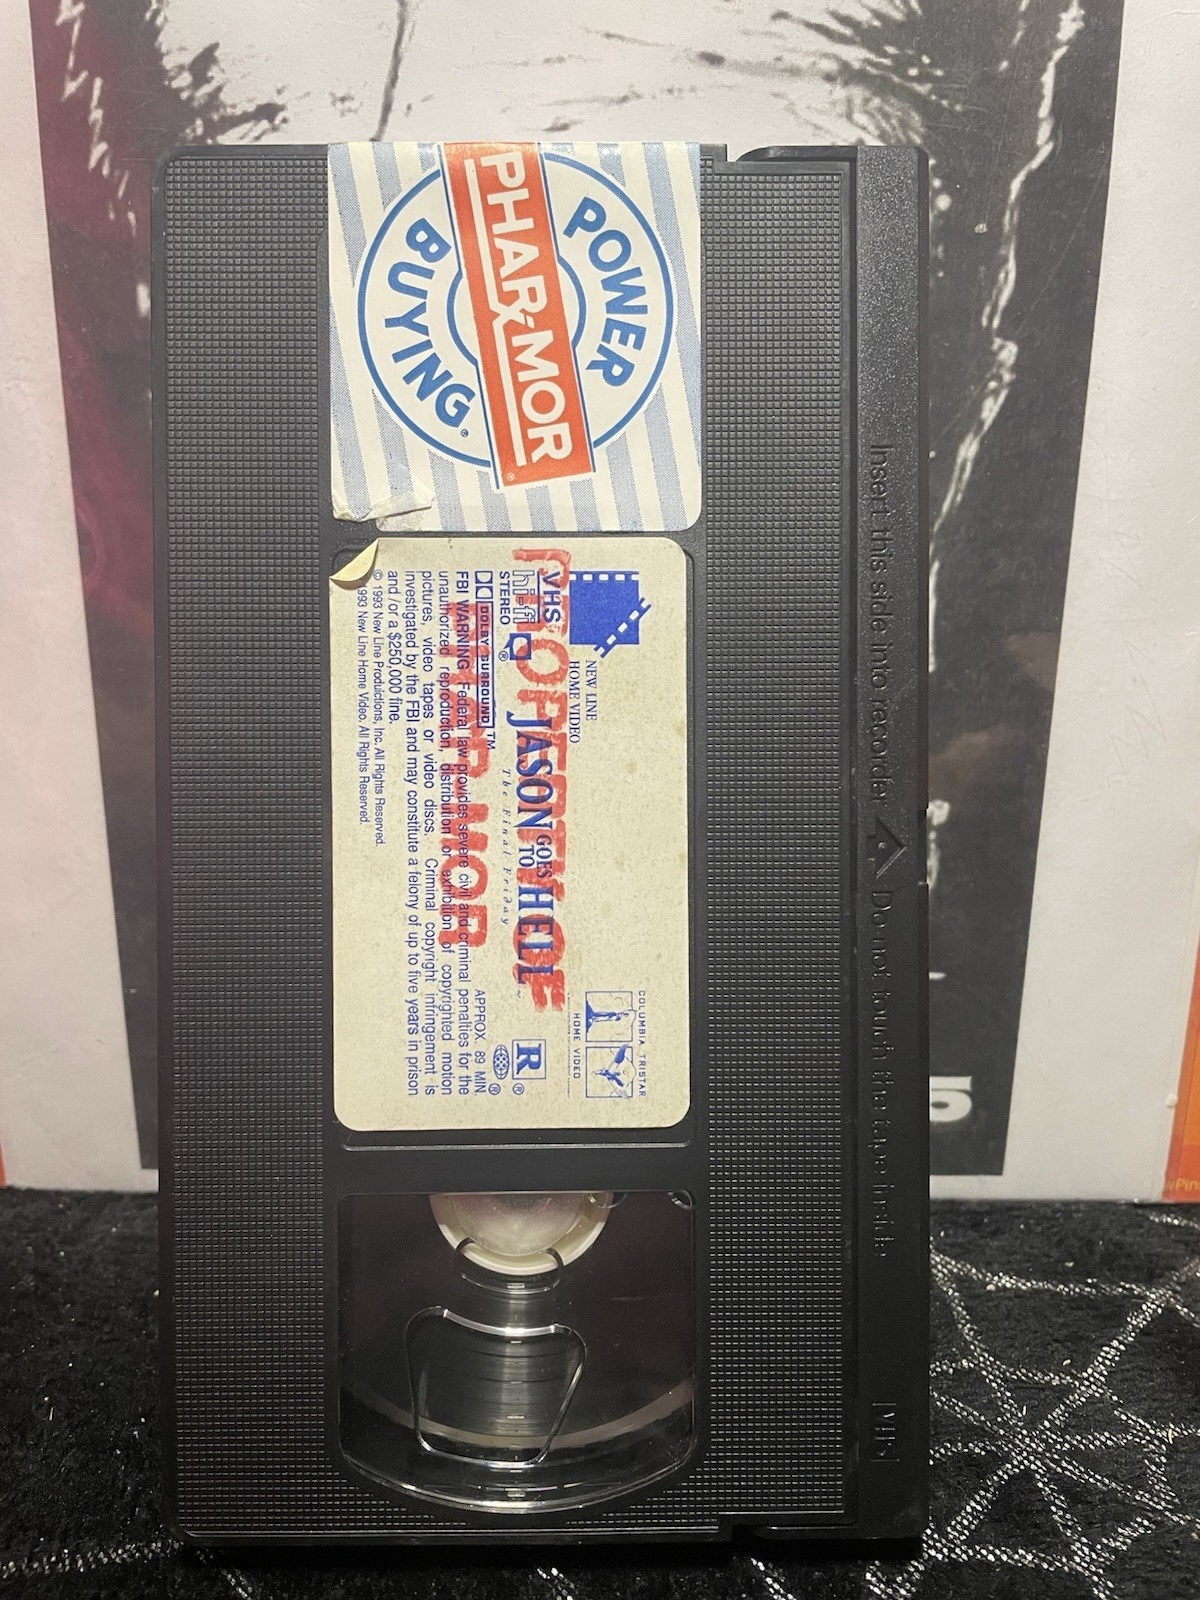 POWER
BUYING®
PHAR-MOR®
NEW LINE
HOME VIDEO
COLUMBIA TRISTAR
HOME VIDEO
VHS
hi-fi
STEREO
®
JASON GOES TO HELL™
The Final Friday
R®
DOLBY SURROUND™
APPROX. 89 MIN. ®
PROPERTY OF
PHAR-MOR
FBI WARNING Federal law provides severe civil and criminal penalties for the
unauthorized reproduction, distribution or exhibition of copyrighted motion
pictures, video tapes or video discs. Criminal copyright infringement is
investigated by the FBI and may constitute a felony of up to five years in prison
and /or a $250,000 fine.
© 1993 New Line Productions, Inc. All Rights Reserved.
1993 New Line Home Video. All Rights Reserved.
Insert this side into recorder Do not touch the tape inside
VHS